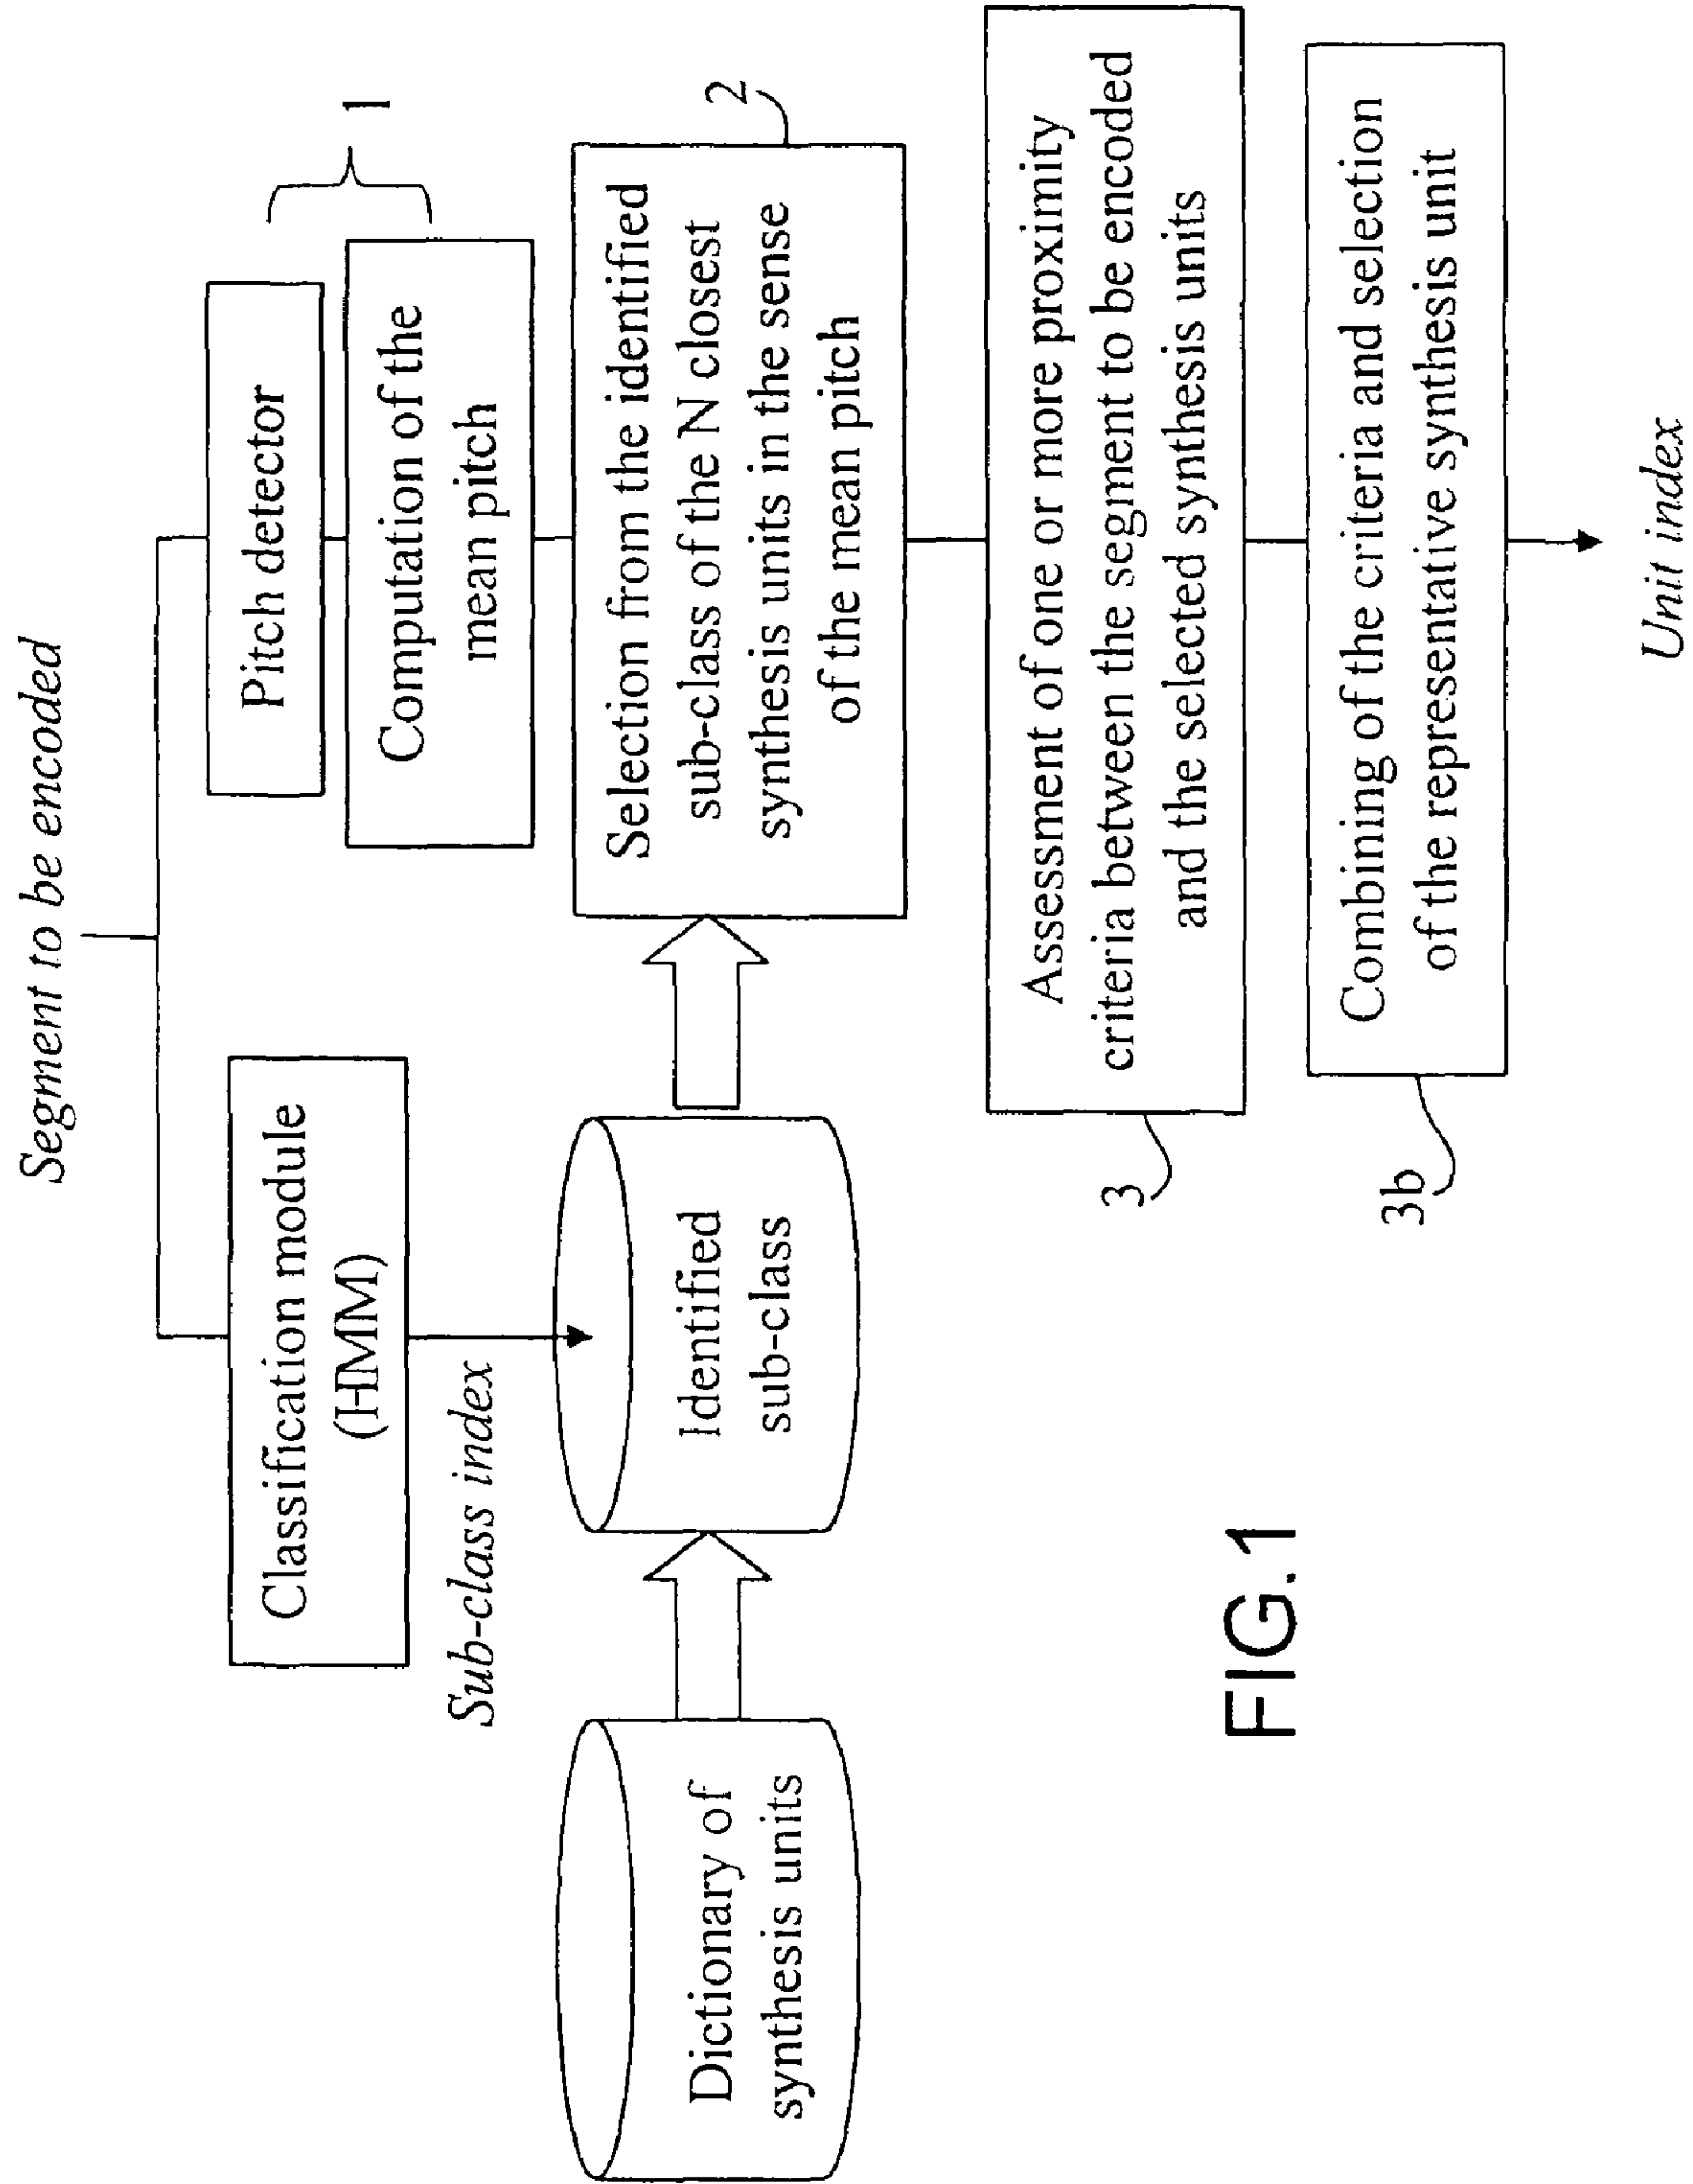 Segment to be encoded
Classification module
(HMM)
Pitch detector
1
Computation of the
mean pitch
Sub-class index
Dictionary of
synthesis units
Identified
sub-class
Selection from the identified
sub-class of the N closest
synthesis units in the sense
of the mean pitch
2
3
Assessment of one or more proximity
criteria between the segment to be encoded
and the selected synthesis units
3b
Combining of the criteria and selection
of the representative synthesis unit
Unit index
FIG.1